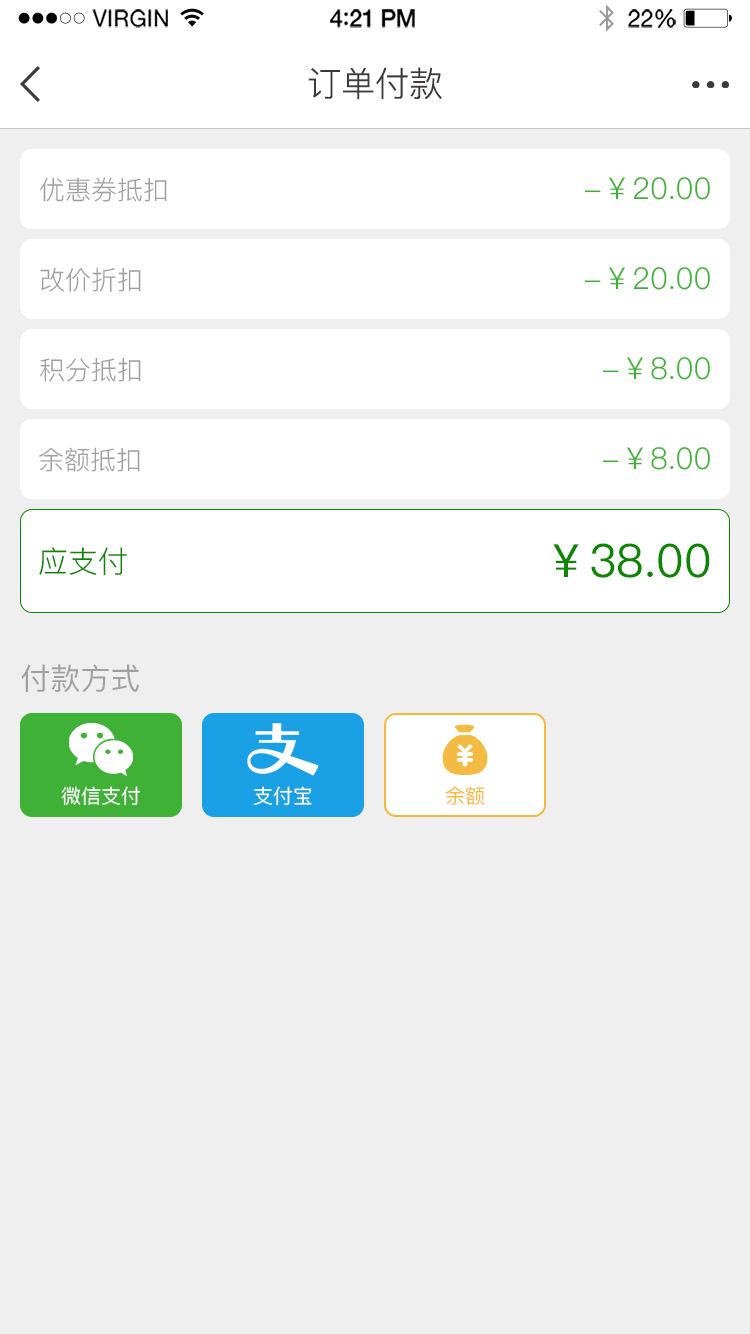 VIRGIN 4:21 PM 22%
订单付款
优惠券抵扣 –￥20.00
改价折扣 –￥20.00
积分抵扣 –￥8.00
余额抵扣 –￥8.00
应支付 ￥38.00
付款方式
微信支付 支付宝 余额